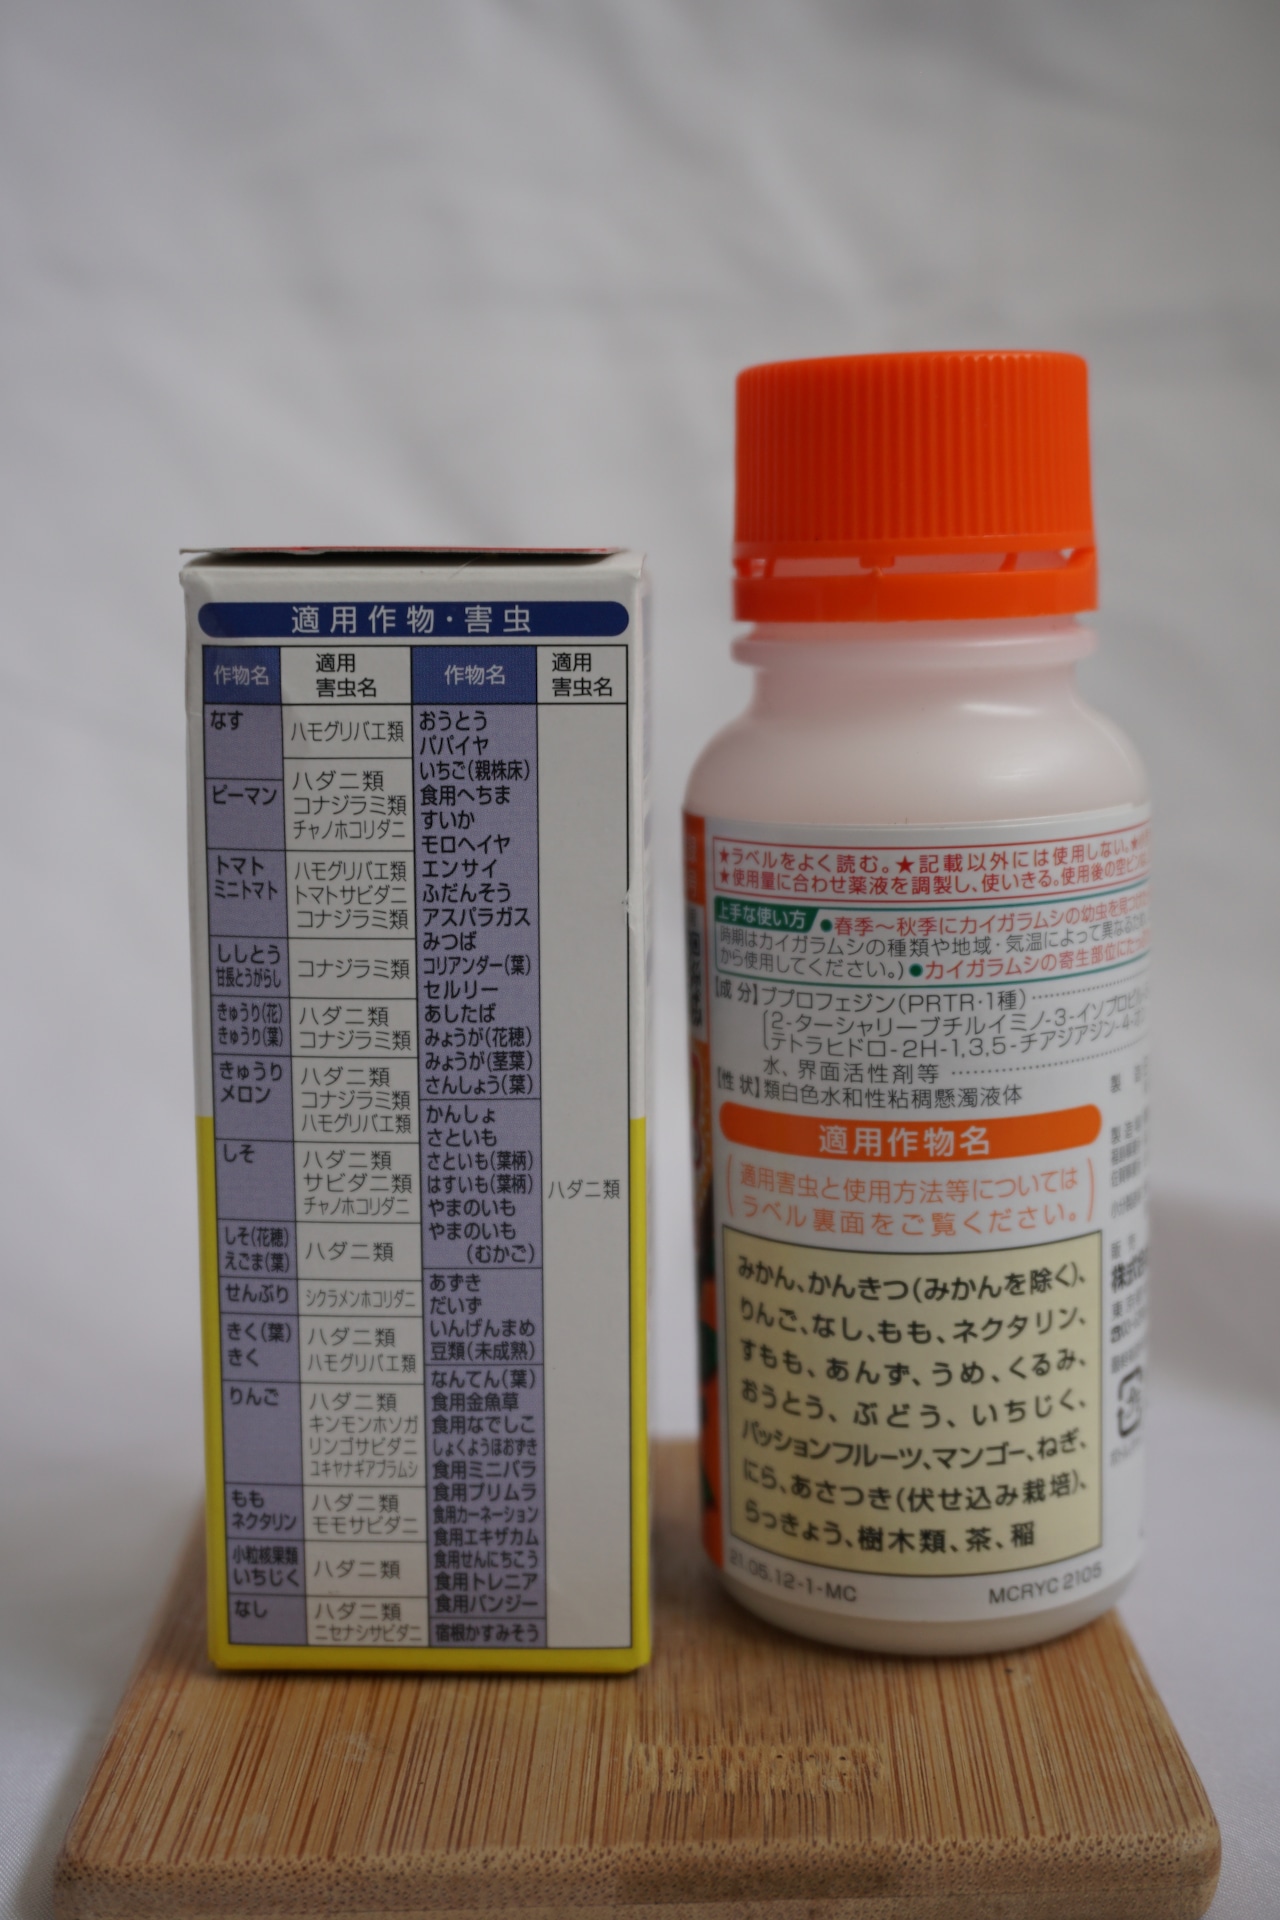 適用作物・害虫
作物名
適用
害虫名
作物名
適用
害虫名
なす
ハモグリバエ類
ピーマン
ハダニ類
コナジラミ類
チャノホコリダニ
トマト
ミニトマト
ハモグリバエ類
トマトサビダニ
コナジラミ類
ししとう
甘長とうがらし
コナジラミ類
きゅうり(花)
きゅうり(葉)
ハダニ類
コナジラミ類
きゅうり
メロン
ハダニ類
コナジラミ類
ハモグリバエ類
しそ
ハダニ類
サビダニ類
チャノホコリダニ
しそ(花穂)
えごま(葉)
ハダニ類
せんぶり
シクラメンホコリダニ
きく(葉)
きく
ハダニ類
ハモグリバエ類
りんご
ハダニ類
キンモンホソガ
リンゴサビダニ
ユキヤナギアブラムシ
もも
ネクタリン
ハダニ類
モモサビダニ
小粒核果類
いちじく
ハダニ類
なし
ハダニ類
ニセナシサビダニ
おうとう
パパイヤ
いちご(親株床)
食用へちま
すいか
モロヘイヤ
エンサイ
ふだんそう
アスパラガス
みつば
コリアンダー(葉)
セルリー
あしたば
みょうが(花穂)
みょうが(茎葉)
さんしょう(葉)
かんしょ
さといも
さといも(葉柄)
はすいも(葉柄)
やまのいも
やまのいも
(むかご)
あずき
だいず
いんげんまめ
豆類(未成熟)
なんてん(葉)
食用金魚草
食用なでしこ
しょくようほおずき
食用ミニバラ
食用プリムラ
食用カーネーション
食用エキザカム
食用せんにちこう
食用トレニア
食用パンジー
宿根かすみそう
ハダニ類
★ラベルをよく読む。★記載以外には使用しない。
★使用量に合わせ薬液を調製し、使いきる。使用後の空ビン
上手な使い方 ●春季〜秋季にカイガラムシの幼虫を見つけ
時期はカイガラムシの種類や地域・気温によって異なるため
から使用してください。)●カイガラムシの寄生部位に
【成分】ブプロフェジン(PRTR・1種)
(2-ターシャリーブチルイミノ-3-イソプロピル
テトラヒドロ-2H-1,3,5-チアジアジン-4-オン
水、界面活性剤等
【性状】類白色水和性粘稠懸濁液体
適用作物名
(適用害虫と使用方法等については
ラベル裏面をご覧ください。)
みかん、かんきつ(みかんを除く)、
りんご、なし、もも、ネクタリン、
すもも、あんず、うめ、くるみ、
おうとう、ぶどう、いちじく、
パッションフルーツ、マンゴー、ねぎ、
にら、あさつき(伏せ込み栽培)、
らっきょう、樹木類、茶、稲
21.05.12-1-MC
MCRYC 2105
株式